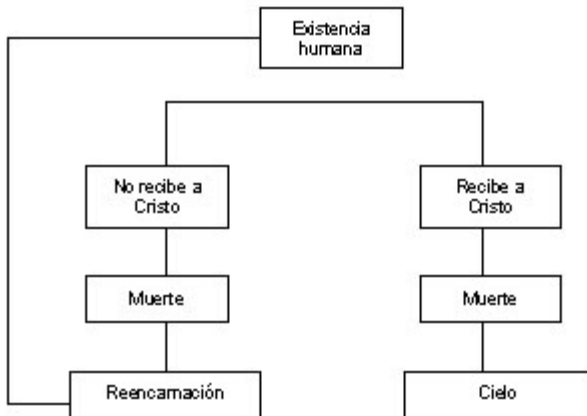 Existencia
humana
No recibe a
Cristo
Recibe a
Cristo
Muerte
Muerte
Reencarnación
Cielo